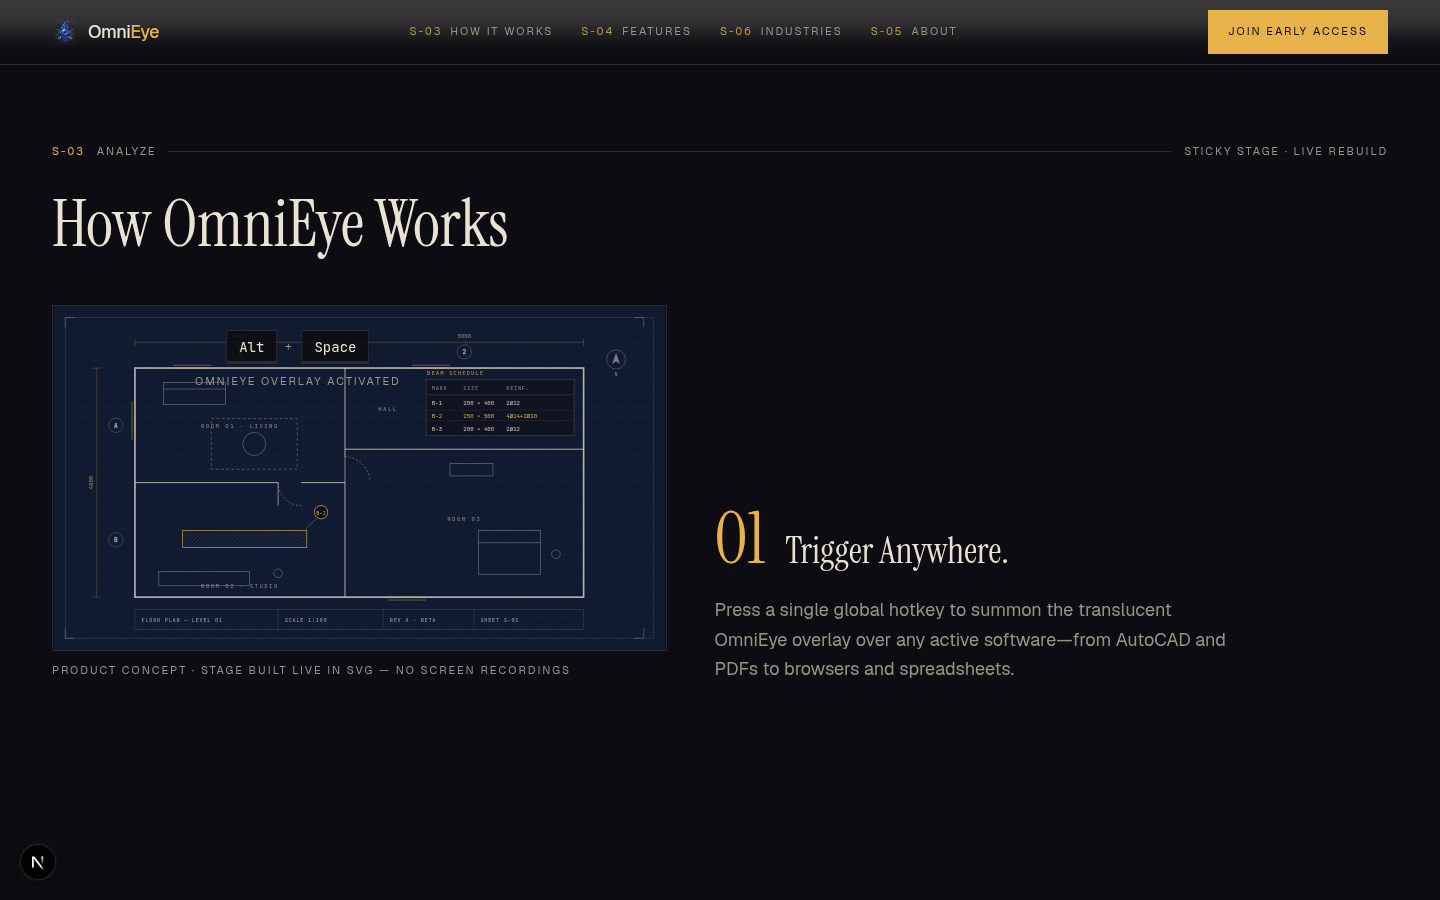 OmniEye
S-03 HOW IT WORKS
S-04 FEATURES
S-06 INDUSTRIES
S-05 ABOUT
JOIN EARLY ACCESS
S-03 ANALYZE
STICKY STAGE · LIVE REBUILD
How OmniEye Works
Alt + Space
OMNIEYE OVERLAY ACTIVATED
5000
2
N
BEAM SCHEDULE
MARK SIZE REINF.
B-1 200 × 400 2Ø12
B-2 250 × 500 4Ø14+2Ø10
B-3 200 × 400 2Ø12
HALL
A
ROOM 01 · LIVING
B-2
ROOM 03
B
ROOM 02 · STUDIO
FLOOR PLAN — LEVEL 01
SCALE 1:100
REV A · BETA
SHEET S-01
PRODUCT CONCEPT · STAGE BUILT LIVE IN SVG — NO SCREEN RECORDINGS
01 Trigger Anywhere.
Press a single global hotkey to summon the translucent
OmniEye overlay over any active software—from AutoCAD and
PDFs to browsers and spreadsheets.
N